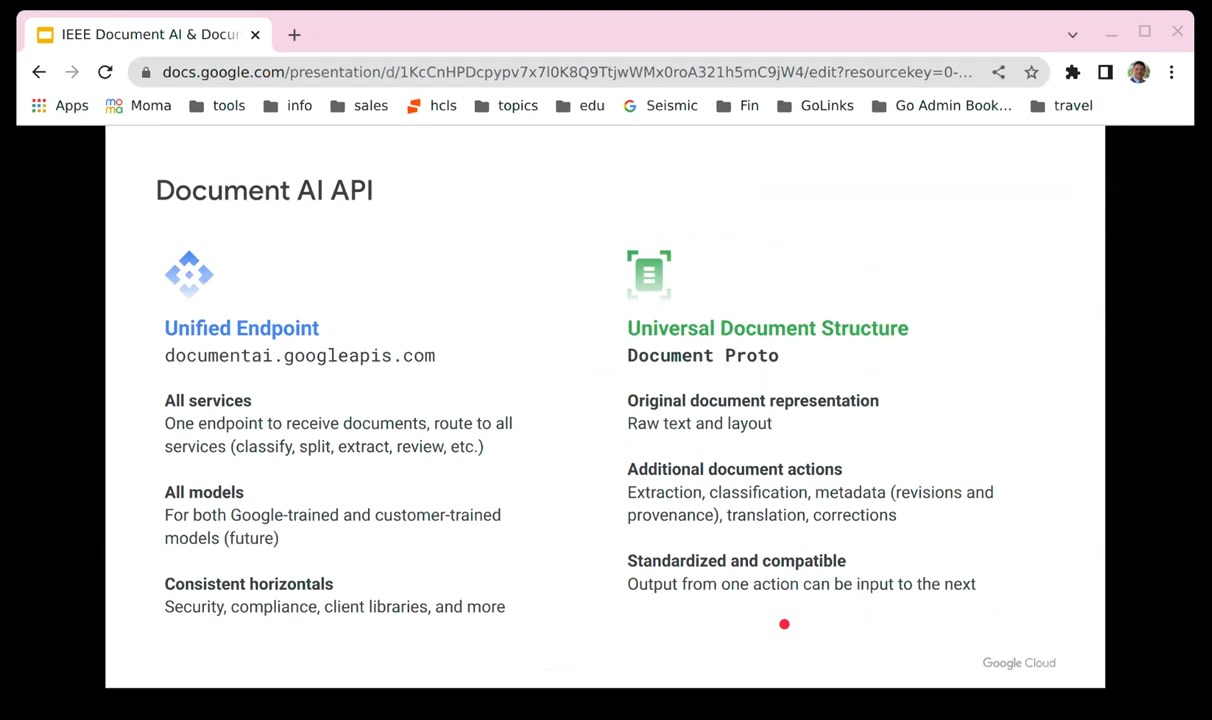 IEEE Document AI & Docu
docs.google.com/presentation/d/1KcCnHPDcpypv7x7l0K8Q9TtjwWMx0roA321h5mC9jW4/edit?resourcekey=0-...
Apps Moma tools info sales hcls topics edu Seismic Fin GoLinks Go Admin Book... travel
Document AI API
Unified Endpoint
documentai.googleapis.com
All services
One endpoint to receive documents, route to all
services (classify, split, extract, review, etc.)
All models
For both Google-trained and customer-trained
models (future)
Consistent horizontals
Security, compliance, client libraries, and more
Universal Document Structure
Document Proto
Original document representation
Raw text and layout
Additional document actions
Extraction, classification, metadata (revisions and
provenance), translation, corrections
Standardized and compatible
Output from one action can be input to the next
Google Cloud